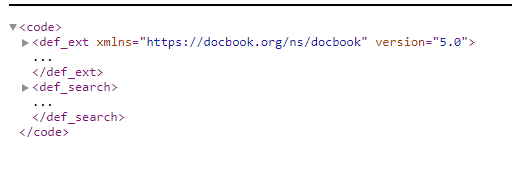 <code>
<def_ext xmlns="https://docbook.org/ns/docbook" version="5.0">
...
</def_ext>
<def_search>
...
</def_search>
</code>